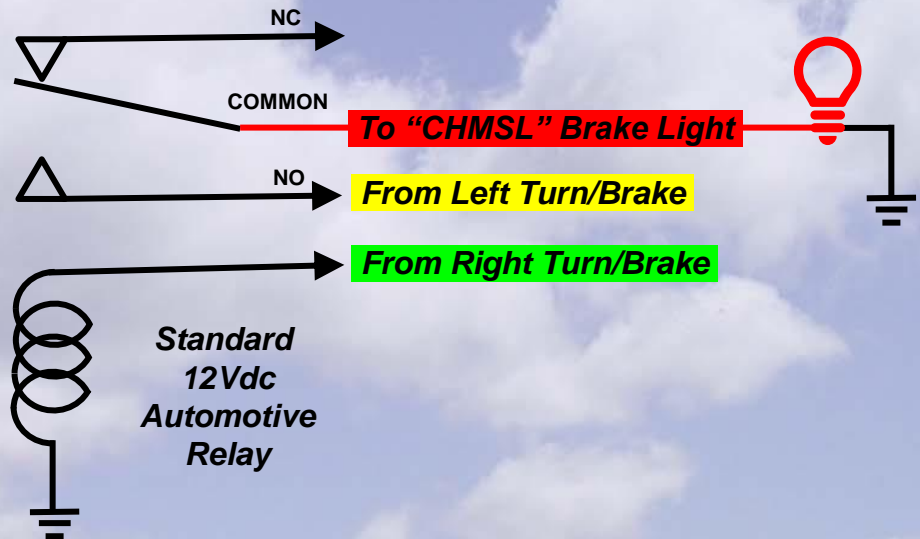 NC
COMMON
To “CHMSL” Brake Light
NO
From Left Turn/Brake
From Right Turn/Brake
Standard
12Vdc
Automotive
Relay